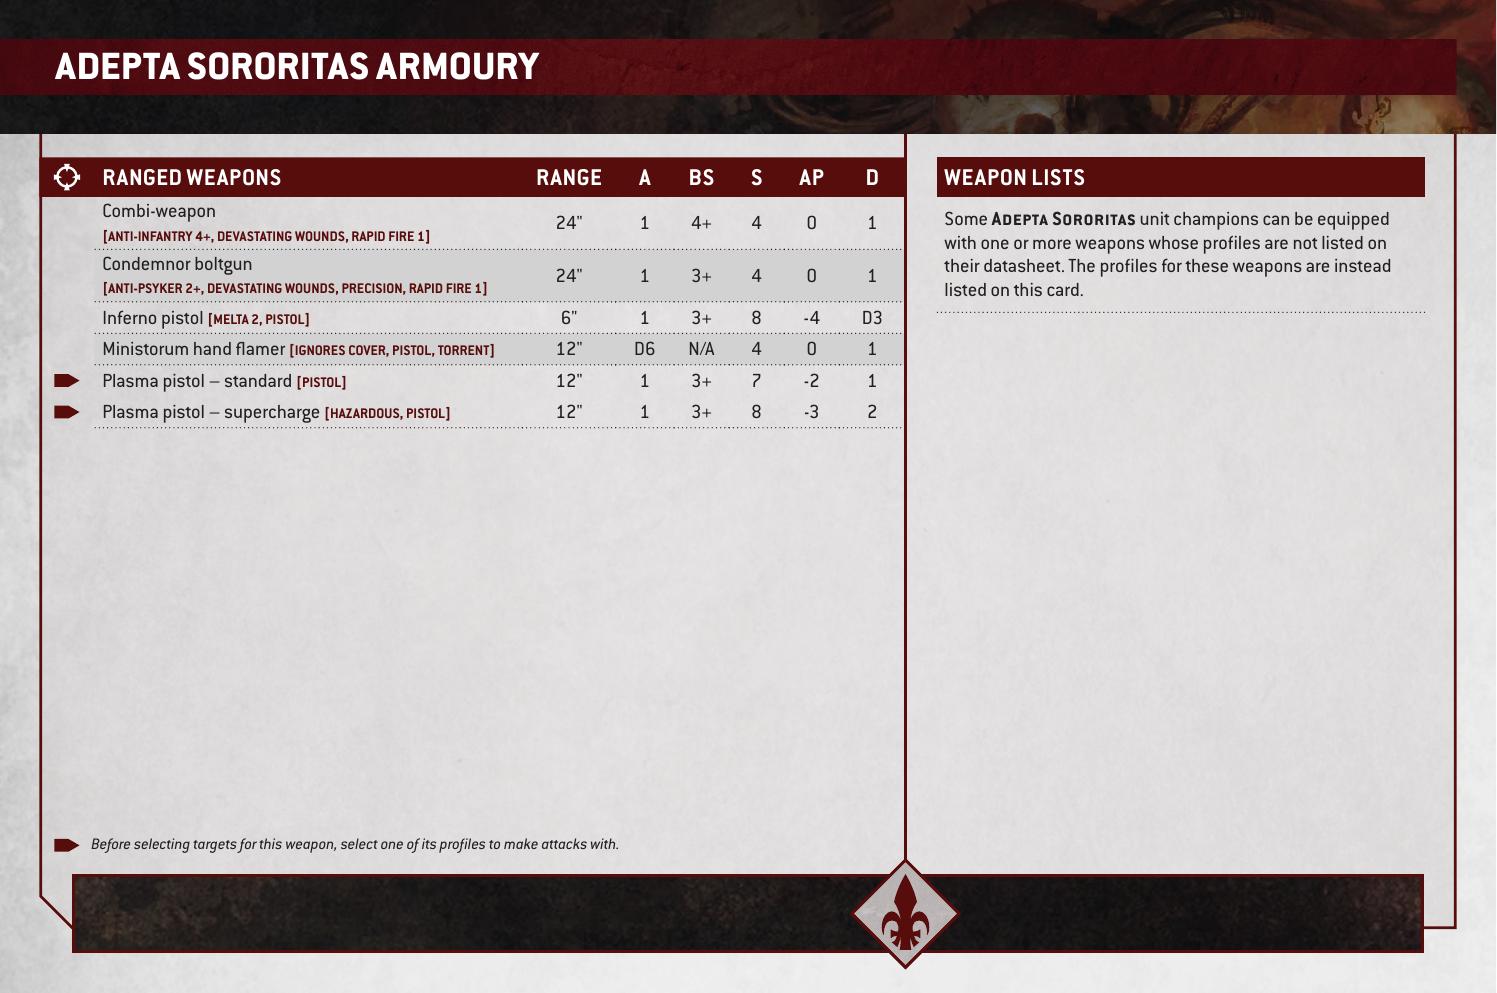 ADEPTA SORORITAS ARMOURY
RANGED WEAPONS RANGE A BS S AP D
Combi-weapon
[ANTI-INFANTRY 4+, DEVASTATING WOUNDS, RAPID FIRE 1] 24" 1 4+ 4 0 1
Condemnor boltgun
[ANTI-PSYKER 2+, DEVASTATING WOUNDS, PRECISION, RAPID FIRE 1] 24" 1 3+ 4 0 1
Inferno pistol [MELTA 2, PISTOL] 6" 1 3+ 8 -4 D3
Ministorum hand flamer [IGNORES COVER, PISTOL, TORRENT] 12" D6 N/A 4 0 1
Plasma pistol – standard [PISTOL] 12" 1 3+ 7 -2 1
Plasma pistol – supercharge [HAZARDOUS, PISTOL] 12" 1 3+ 8 -3 2
Before selecting targets for this weapon, select one of its profiles to make attacks with.
WEAPON LISTS
Some ADEPTA SORORITAS unit champions can be equipped
with one or more weapons whose profiles are not listed on
their datasheet. The profiles for these weapons are instead
listed on this card.